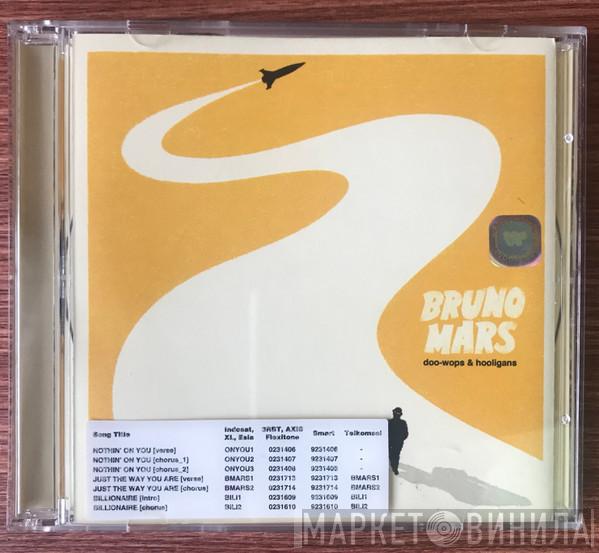 BRUNO
MARS
doo-wops & hooligans
Song Title Indosat, XL, Esia 3RBT, AXIS Flexitone Smart Telkomsel
NOTHIN' ON YOU [verse] ONYOU1 0231406 9231406 -
NOTHIN' ON YOU [chorus_1] ONYOU2 0231407 9231407 -
NOTHIN' ON YOU [chorus_2] ONYOU3 0231408 9231408 -
JUST THE WAY YOU ARE [verse] BMARS1 0231713 9231713 BMARS1
JUST THE WAY YOU ARE [chorus] BMARS2 0231714 9231714 BMARS2
BILLIONAIRE [intro] BILI1 0231609 9231609 BILI1
BILLIONAIRE [chorus] BILI2 0231610 9231610 BILI2
МАРКЕТ ВИНИЛА